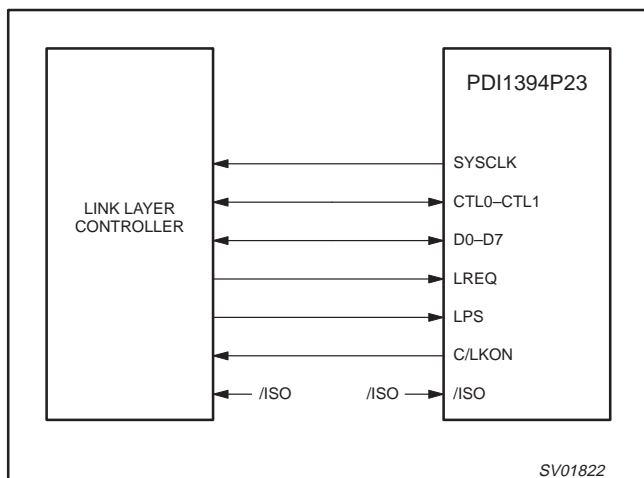 PDI1394P23
SYSCLK
LINK LAYER
CONTROLLER
CTL0–CTL1
D0–D7
LREQ
LPS
C/LKON
/ISO /ISO /ISO
SV01822